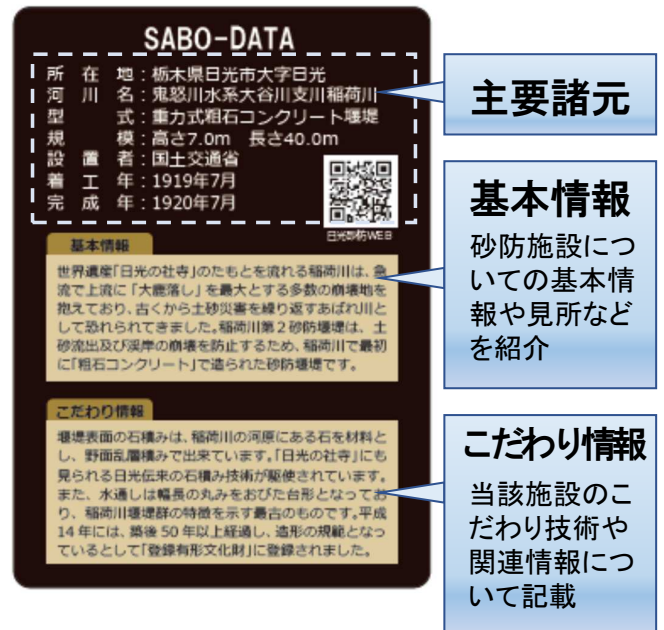 SABO-DATA
所在地：栃木県日光市大字日光
河川名：鬼怒川水系大谷川支川稲荷川
型式：重力式粗石コンクリート堰堤
規模：高さ7.0m 長さ40.0m
設置者：国土交通省
着工年：1919年7月
完成年：1920年7月
日光砂防WEB
基本情報
世界遺産「日光の社寺」のたもとを流れる稲荷川は、急
流で上流に「大鹿落し」を最大とする多数の崩壊地を
抱えており、古くから土砂災害を繰り返すあばれ川と
して恐れられてきました。稲荷川第2砂防堰堤は、土
砂流出及び渓岸の崩壊を防止するため、稲荷川で最初
に「粗石コンクリート」で造られた砂防堰堤です。
こだわり情報
堰堤表面の石積みは、稲荷川の河原にある石を材料と
し、野面乱層積みで出来ています。「日光の社寺」にも
見られる日光伝来の石積み技術が駆使されています。
また、水通しは幅長の丸みをおびた台形となってお
り、稲荷川堰堤群の特徴を示す最古のものです。平成
14年には、築後50年以上経過し、造形の規範となっ
ているとして「登録有形文化財」に登録されました。
主要諸元
基本情報
砂防施設につ
いての基本情
報や見所など
を紹介
こだわり情報
当該施設のこ
だわり技術や
関連情報につ
いて記載